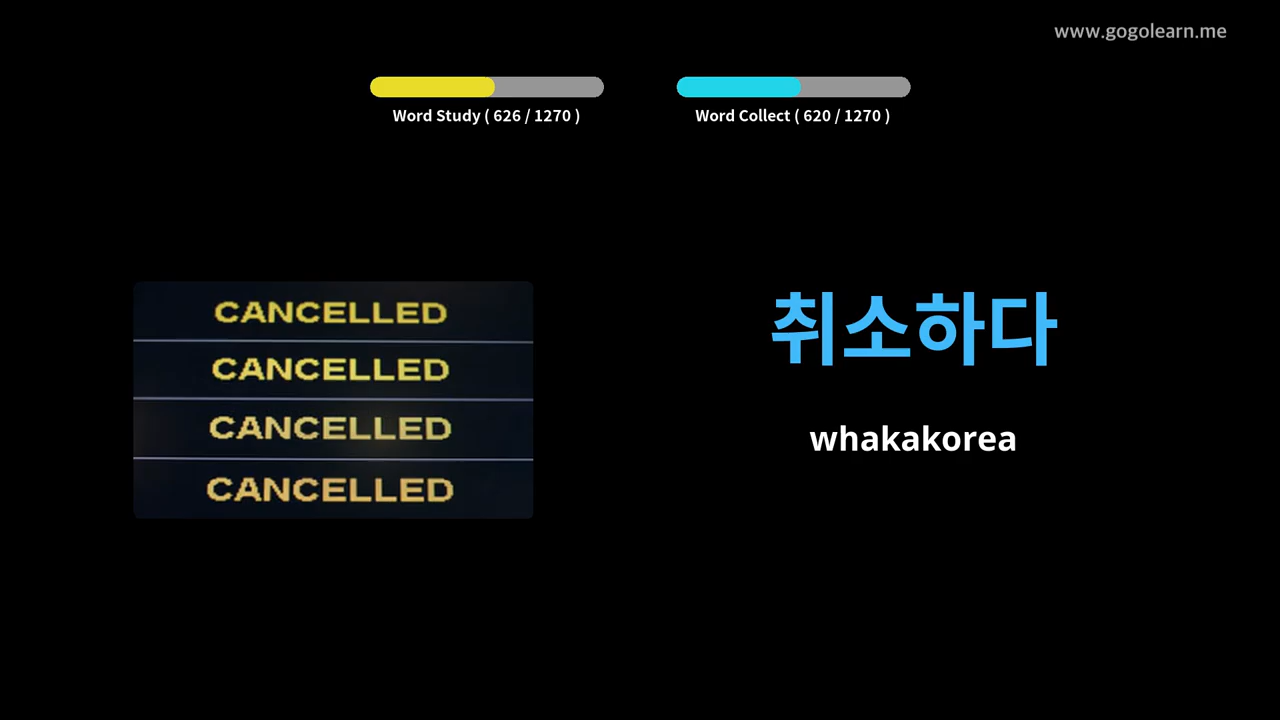 www.gogolearn.me
Word Study ( 626 / 1270 )
Word Collect ( 620 / 1270 )
CANCELLED
CANCELLED
CANCELLED
CANCELLED
취소하다
whakakorea